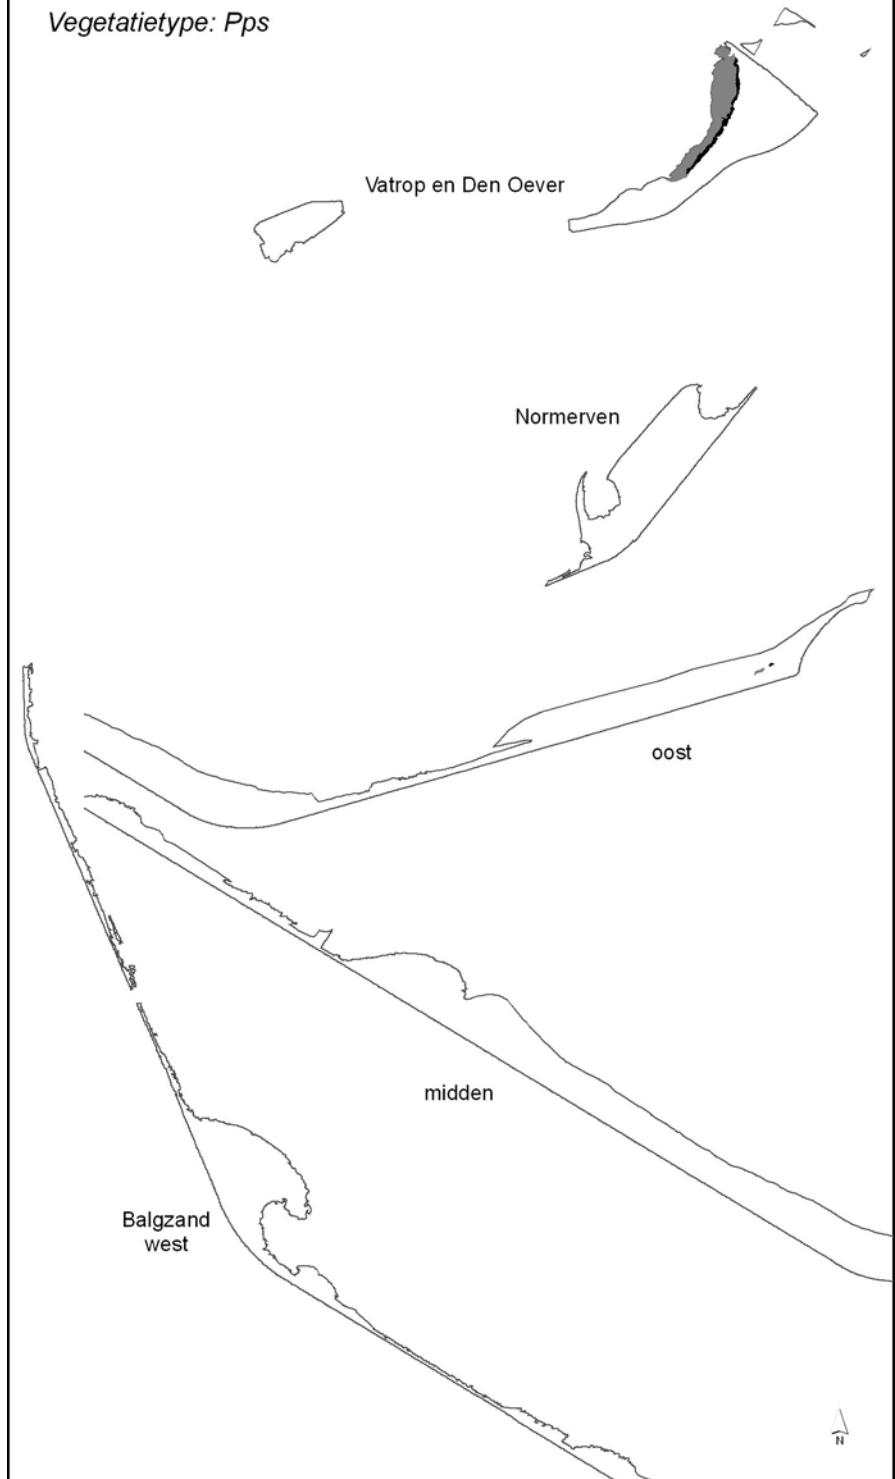 Vegetatietype: Pps
Vatrop en Den Oever
Normerven
oost
midden
Balgzand
west
N